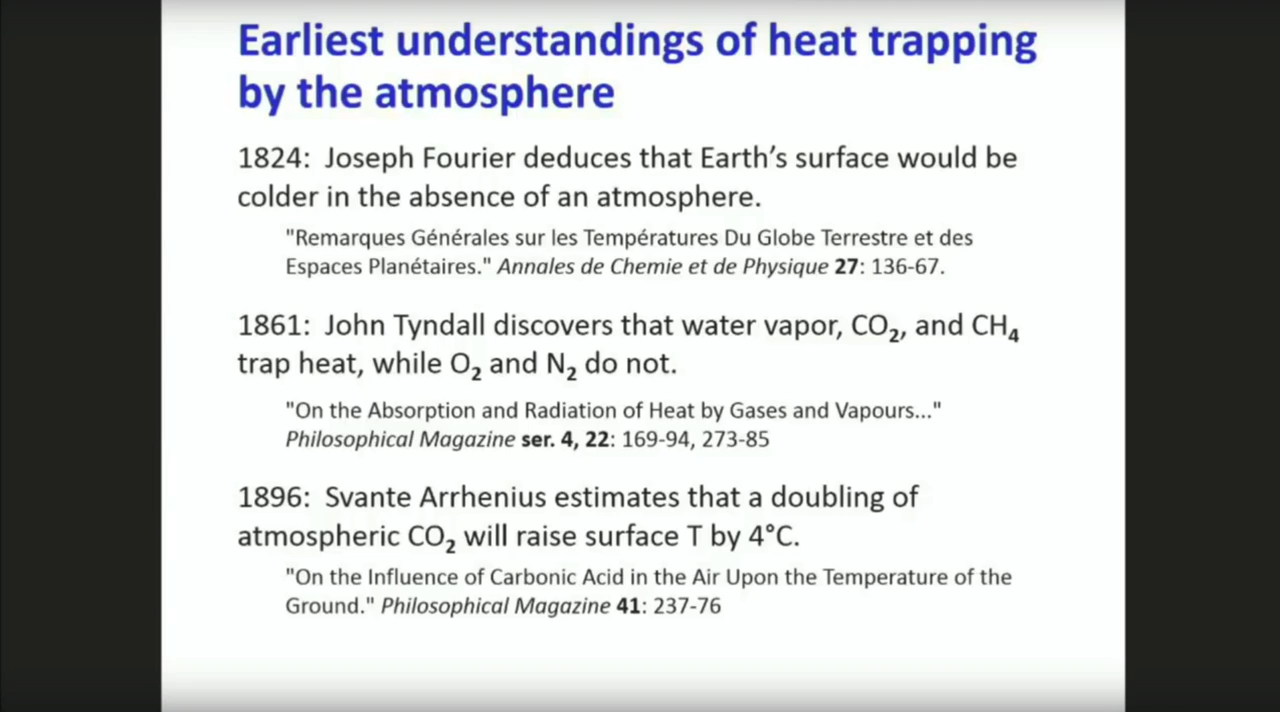 Earliest understandings of heat trapping
by the atmosphere
1824: Joseph Fourier deduces that Earth’s surface would be
colder in the absence of an atmosphere.
"Remarques Générales sur les Températures Du Globe Terrestre et des
Espaces Planétaires." Annales de Chemie et de Physique 27: 136-67.
1861: John Tyndall discovers that water vapor, CO₂, and CH₄
trap heat, while O₂ and N₂ do not.
"On the Absorption and Radiation of Heat by Gases and Vapours..."
Philosophical Magazine ser. 4, 22: 169-94, 273-85
1896: Svante Arrhenius estimates that a doubling of
atmospheric CO₂ will raise surface T by 4°C.
"On the Influence of Carbonic Acid in the Air Upon the Temperature of the
Ground." Philosophical Magazine 41: 237-76